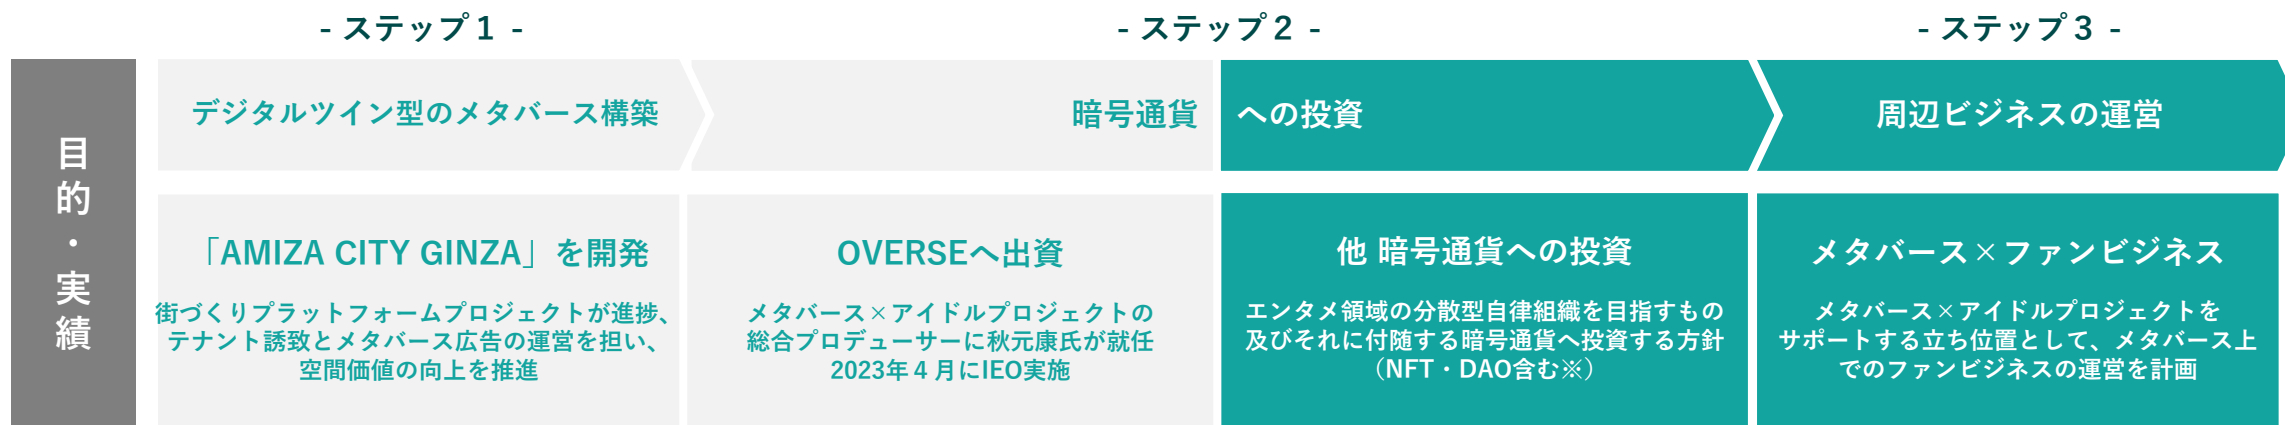 - ステップ１ -
- ステップ２ -
- ステップ３ -
目的・実績
デジタルツイン型のメタバース構築
暗号通貨 への投資
周辺ビジネスの運営
「AMIZA CITY GINZA」を開発
街づくりプラットフォームプロジェクトが進捗、
テナント誘致とメタバース広告の運営を担い、
空間価値の向上を推進
OVERSEへ出資
メタバース×アイドルプロジェクトの
総合プロデューサーに秋元康氏が就任
2023年４月にIEO実施
他 暗号通貨への投資
エンタメ領域の分散型自律組織を目指すもの
及びそれに付随する暗号通貨へ投資する方針
（NFT・DAO含む※）
メタバース×ファンビジネス
メタバース×アイドルプロジェクトを
サポートする立ち位置として、メタバース上
でのファンビジネスの運営を計画